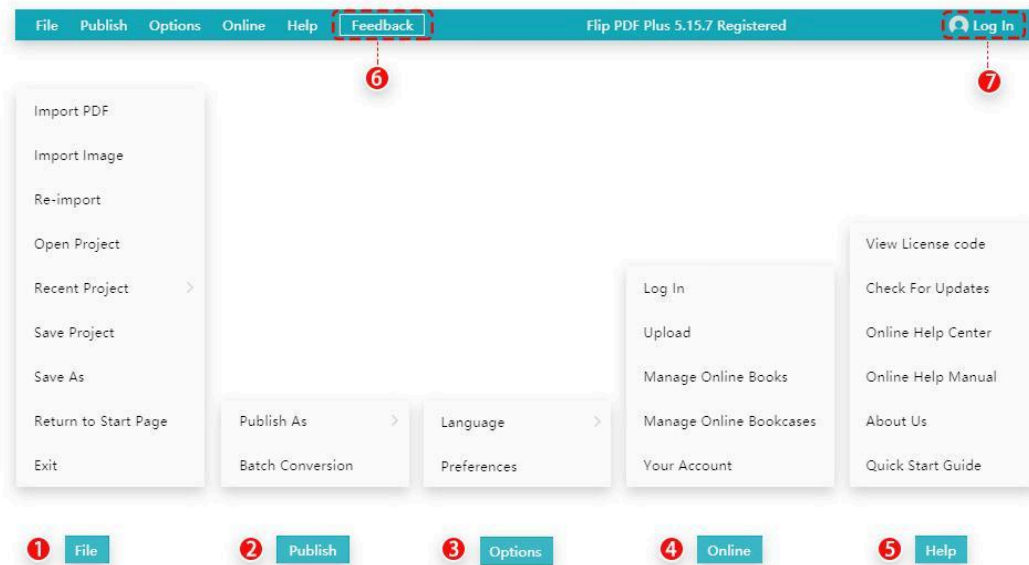 File Publish Options Online Help Feedback Flip PDF Plus 5.15.7 Registered Log In
6
7
Import PDF
Import Image
Re-import
Open Project
Recent Project
Save Project
Save As
Return to Start Page
Exit
Publish As
Batch Conversion
Language
Preferences
Log In
Upload
Manage Online Books
Manage Online Bookcases
Your Account
View License code
Check For Updates
Online Help Center
Online Help Manual
About Us
Quick Start Guide
1 File
2 Publish
3 Options
4 Online
5 Help